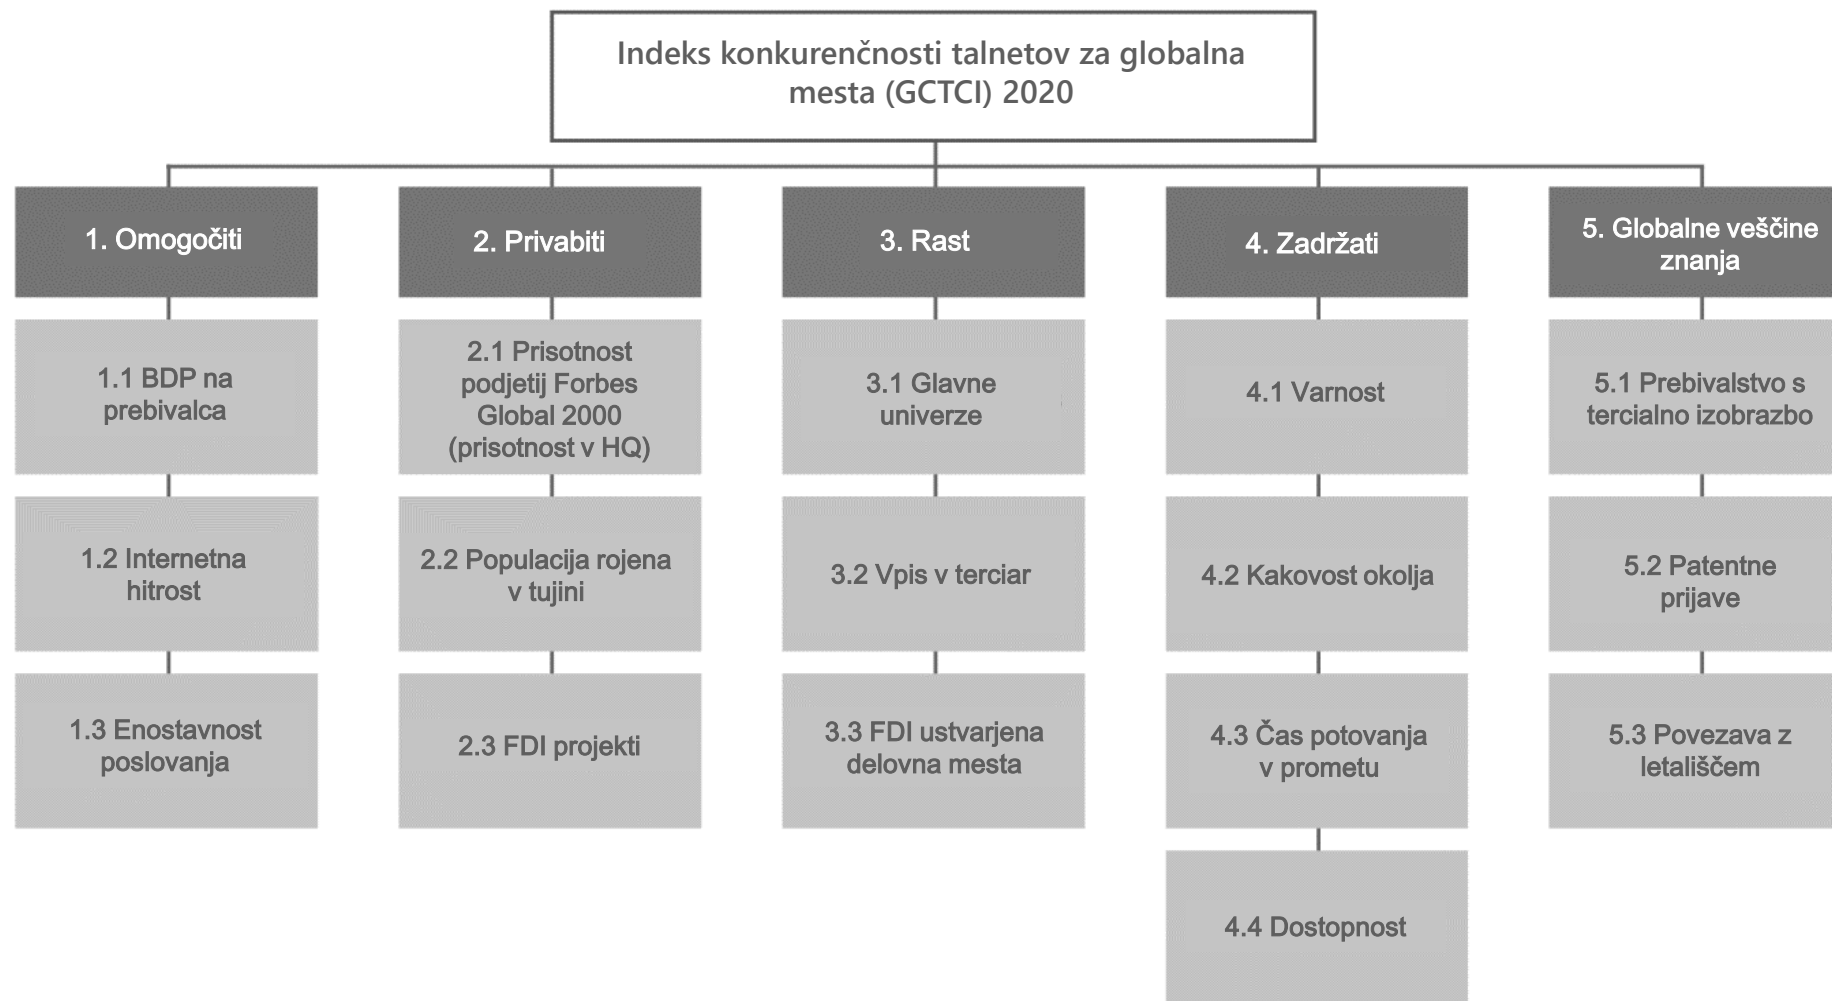 Indeks konkurenčnosti talnetov za globalna
mesta (GCTCI) 2020
1. Omogočiti
1.1 BDP na
prebivalca
1.2 Internetna
hitrost
1.3 Enostavnost
poslovanja
2. Privabiti
2.1 Prisotnost
podjetij Forbes
Global 2000
(prisotnost v HQ)
2.2 Populacija rojena
v tujini
2.3 FDI projekti
3. Rast
3.1 Glavne
univerze
3.2 Vpis v terciar
3.3 FDI ustvarjena
delovna mesta
4. Zadržati
4.1 Varnost
4.2 Kakovost okolja
4.3 Čas potovanja
v prometu
4.4 Dostopnost
5. Globalne veščine
znanja
5.1 Prebivalstvo s
tercialno izobrazbo
5.2 Patentne
prijave
5.3 Povezava z
letališčem